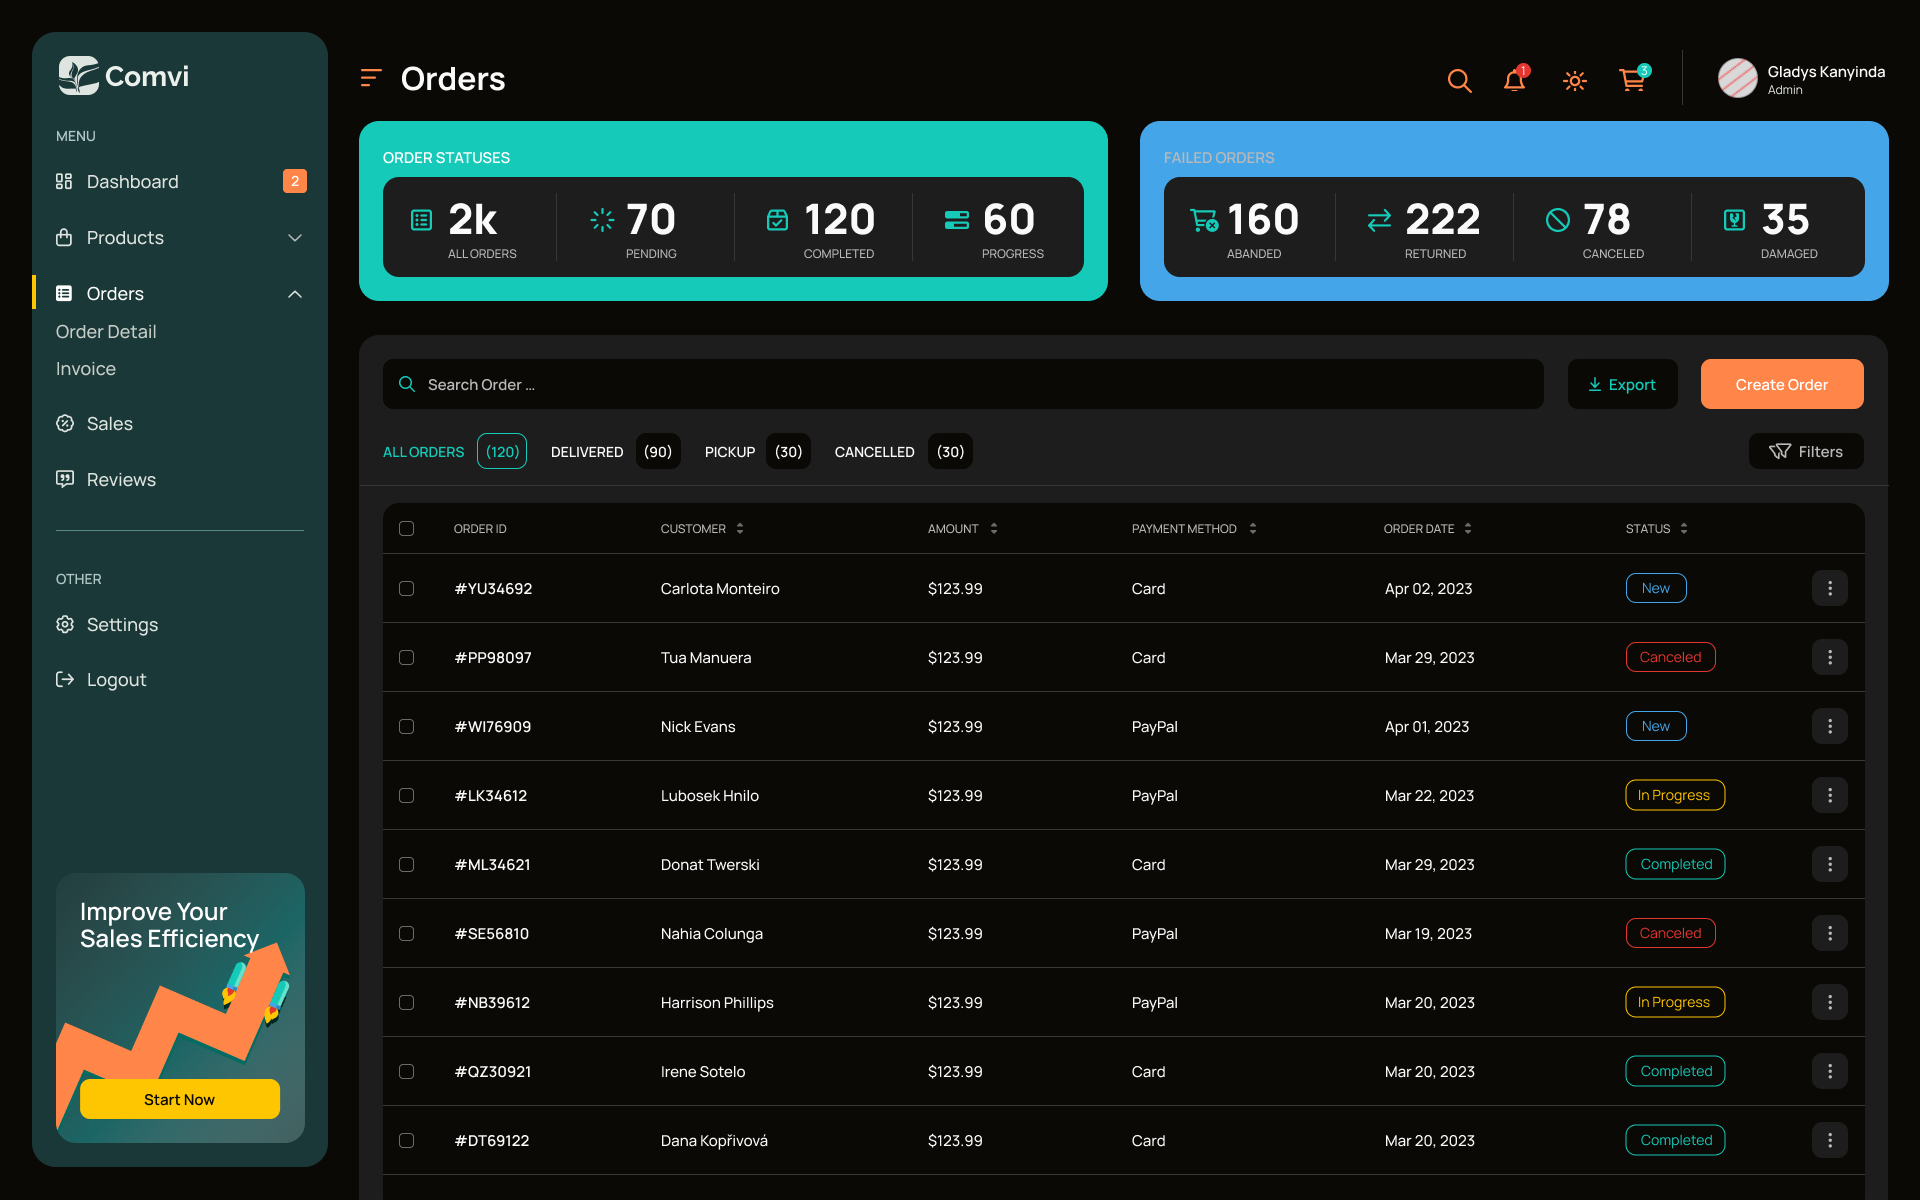 Comvi
MENU
Dashboard 2
Products
Orders
Order Detail
Invoice
Sales
Reviews
OTHER
Settings
Logout
Improve Your
Sales Efficiency
Start Now
Orders
1
3
Gladys Kanyinda
Admin
ORDER STATUSES
2k 70 120 60
ALL ORDERS PENDING COMPLETED PROGRESS
FAILED ORDERS
160 222 78 35
ABANDED RETURNED CANCELED DAMAGED
Search Order ...
Export
Create Order
ALL ORDERS (120) DELIVERED (90) PICKUP (30) CANCELLED (30)
Filters
ORDER ID CUSTOMER AMOUNT PAYMENT METHOD ORDER DATE STATUS
#YU34692 Carlota Monteiro $123.99 Card Apr 02, 2023 New
#PP98097 Tua Manuera $123.99 Card Mar 29, 2023 Canceled
#WI76909 Nick Evans $123.99 PayPal Apr 01, 2023 New
#LK34612 Lubosek Hnilo $123.99 PayPal Mar 22, 2023 In Progress
#ML34621 Donat Twerski $123.99 Card Mar 29, 2023 Completed
#SE56810 Nahia Colunga $123.99 PayPal Mar 19, 2023 Canceled
#NB39612 Harrison Phillips $123.99 PayPal Mar 20, 2023 In Progress
#QZ30921 Irene Sotelo $123.99 Card Mar 20, 2023 Completed
#DT69122 Dana Kopřivová $123.99 Card Mar 20, 2023 Completed